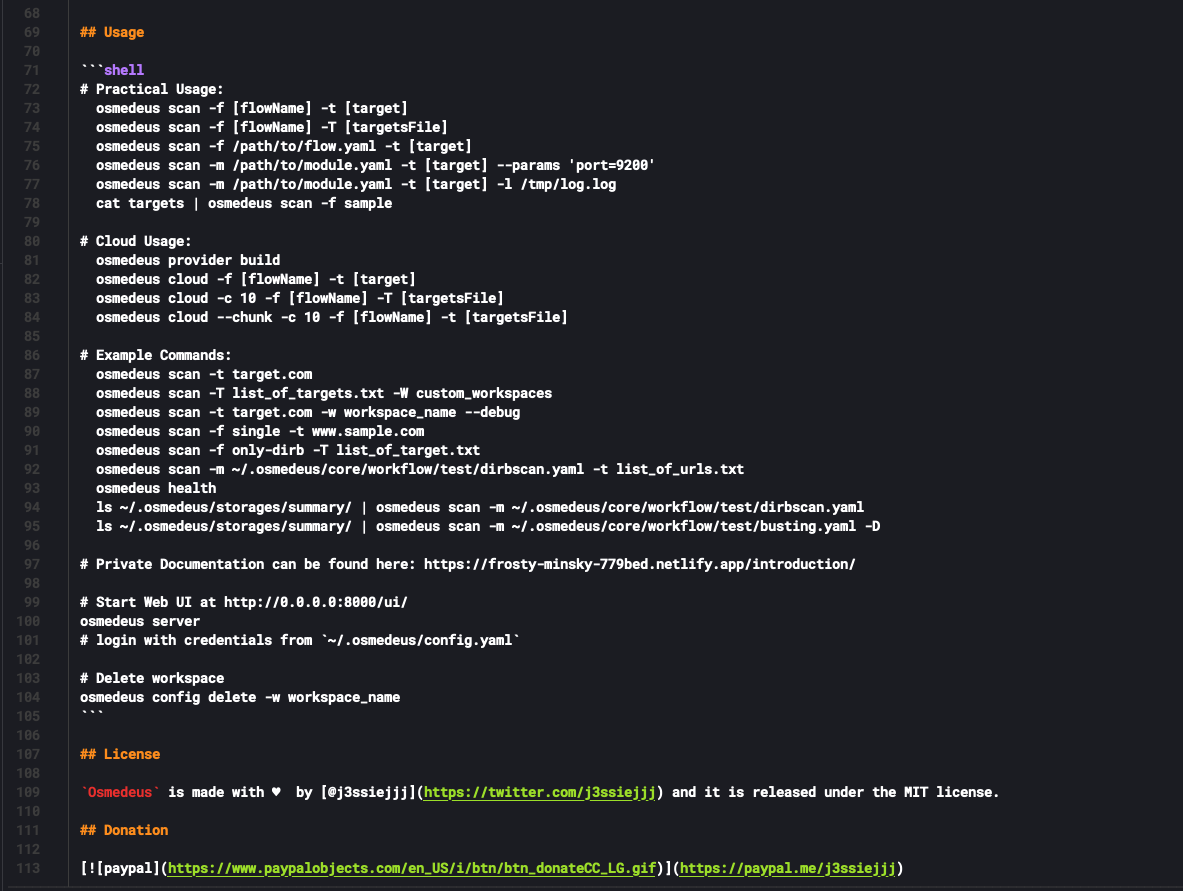 68
69 ## Usage
70
71 ```shell
72 # Practical Usage:
73   osmedeus scan -f [flowName] -t [target]
74   osmedeus scan -f [flowName] -T [targetsFile]
75   osmedeus scan -f /path/to/flow.yaml -t [target]
76   osmedeus scan -m /path/to/module.yaml -t [target] --params 'port=9200'
77   osmedeus scan -m /path/to/module.yaml -t [target] -l /tmp/log.log
78   cat targets | osmedeus scan -f sample
79
80 # Cloud Usage:
81   osmedeus provider build
82   osmedeus cloud -f [flowName] -t [target]
83   osmedeus cloud -c 10 -f [flowName] -T [targetsFile]
84   osmedeus cloud --chunk -c 10 -f [flowName] -t [targetsFile]
85
86 # Example Commands:
87   osmedeus scan -t target.com
88   osmedeus scan -T list_of_targets.txt -W custom_workspaces
89   osmedeus scan -t target.com -w workspace_name --debug
90   osmedeus scan -f single -t www.sample.com
91   osmedeus scan -f only-dirb -T list_of_target.txt
92   osmedeus scan -m ~/.osmedeus/core/workflow/test/dirbscan.yaml -t list_of_urls.txt
93   osmedeus health
94   ls ~/.osmedeus/storages/summary/ | osmedeus scan -m ~/.osmedeus/core/workflow/test/dirbscan.yaml
95   ls ~/.osmedeus/storages/summary/ | osmedeus scan -m ~/.osmedeus/core/workflow/test/busting.yaml -D
96
97 # Private Documentation can be found here: https://frosty-minsky-779bed.netlify.app/introduction/
98
99 # Start Web UI at http://0.0.0.0:8000/ui/
100 osmedeus server
101 # login with credentials from `~/.osmedeus/config.yaml`
102
103 # Delete workspace
104 osmedeus config delete -w workspace_name
105 ```
106
107 ## License
108
109 `Osmedeus` is made with ♥  by [@j3ssiejjj](https://twitter.com/j3ssiejjj) and it is released under the MIT license.
110
111 ## Donation
112
113 [![paypal](https://www.paypalobjects.com/en_US/i/btn/btn_donateCC_LG.gif)](https://paypal.me/j3ssiejjj)